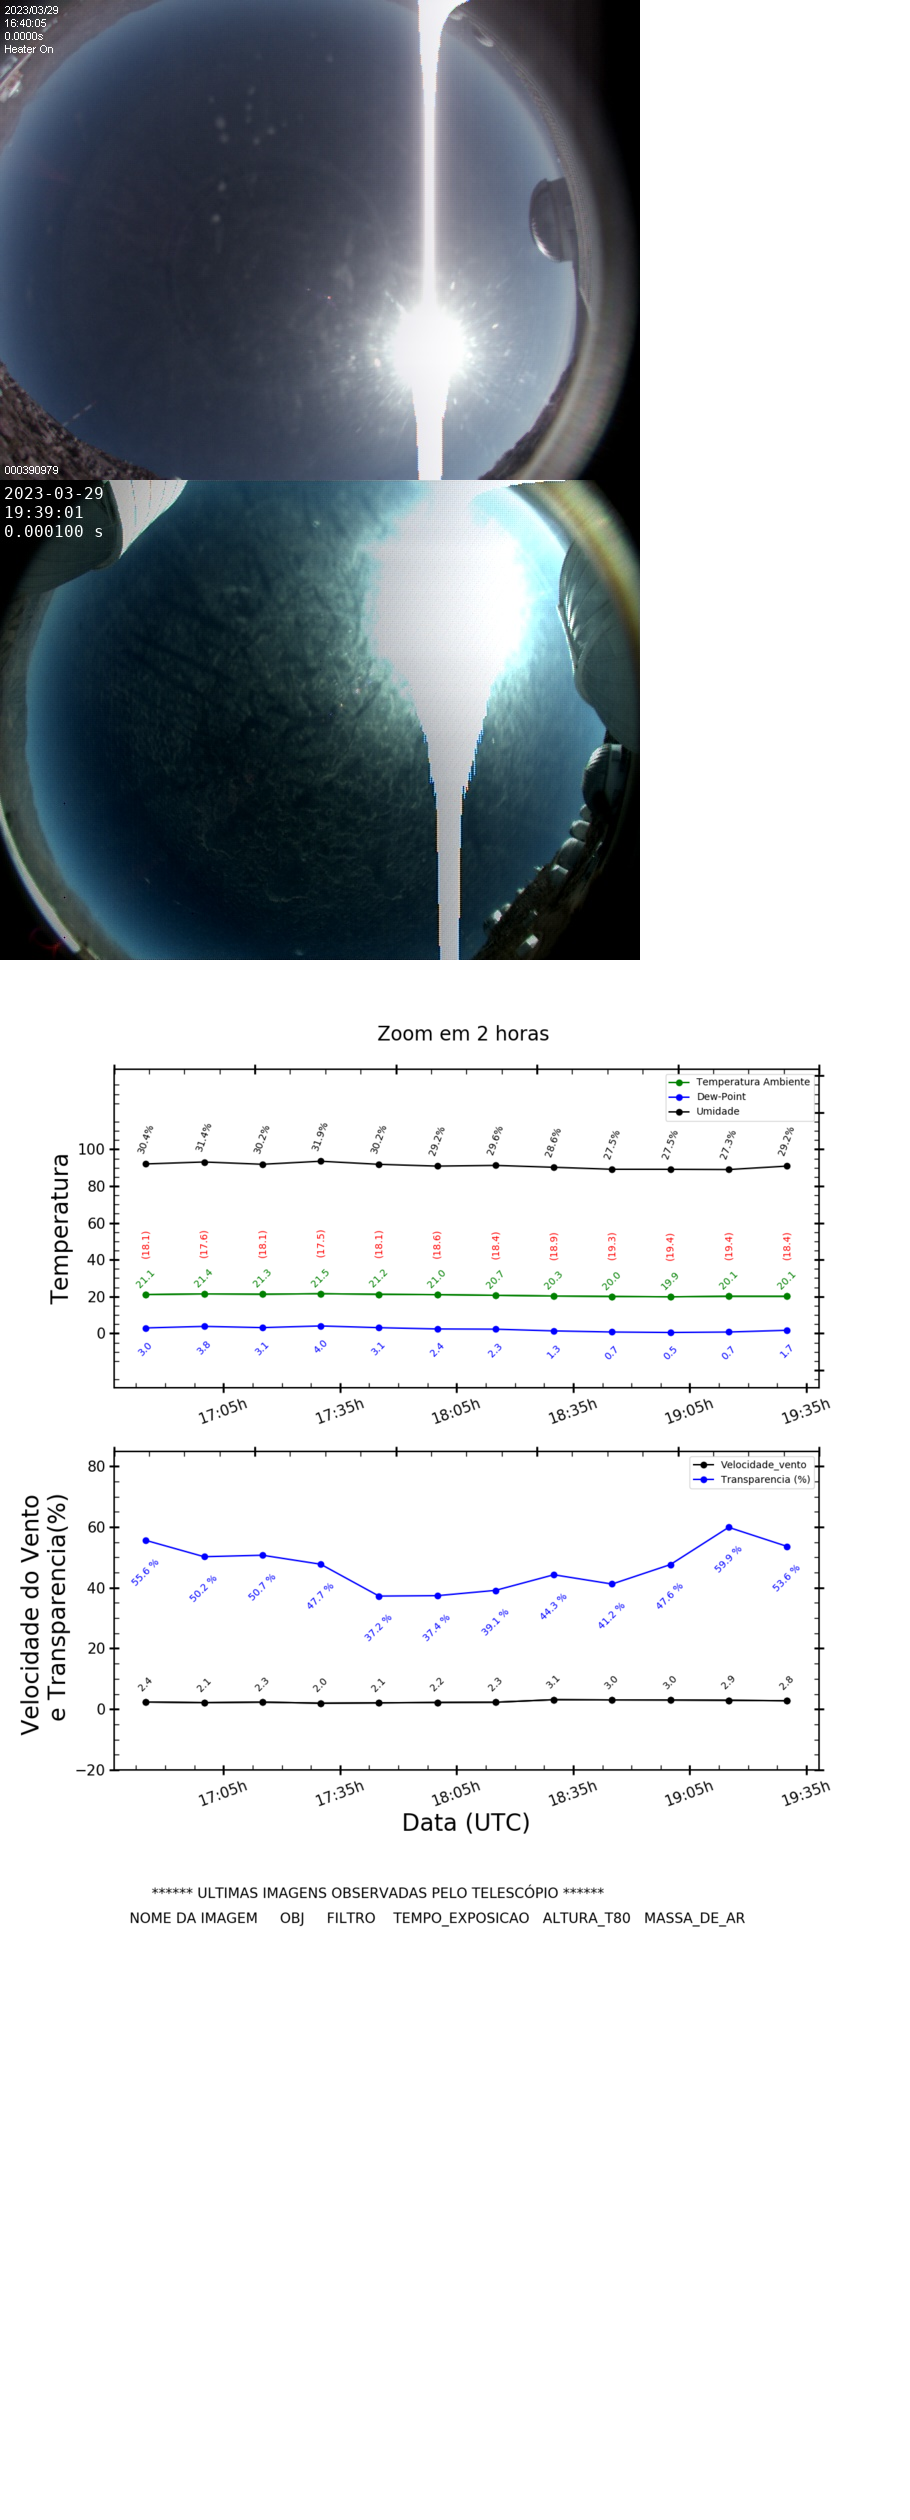 2023/03/29
16:40:05
0.0000s
Heater On
000390979
2023-03-29
19:39:01
0.000100 s
Zoom em 2 horas
Temperatura
100
80
60
40
20
0
Temperatura Ambiente
Dew-Point
Umidade
30.4% 31.4% 30.2% 31.9% 30.2% 29.2% 29.6% 28.6% 27.5% 27.5% 27.3% 29.2%
(18.1) (17.6) (18.1) (17.5) (18.1) (18.6) (18.4) (18.9) (19.3) (19.4) (19.4) (18.4)
21.1 21.4 21.3 21.5 21.2 21.0 20.7 20.3 20.0 19.9 20.1 20.1
3.0 3.8 3.1 4.0 3.1 2.4 2.3 1.3 0.7 0.5 0.7 1.7
17:05h 17:35h 18:05h 18:35h 19:05h 19:35h
Velocidade do Vento
e Transparencia(%)
80
60
40
20
0
−20
Velocidade_vento
Transparencia (%)
55.6 % 50.2 % 50.7 % 47.7 % 37.2 % 37.4 % 39.1 % 44.3 % 41.2 % 47.6 % 59.9 % 53.6 %
2.4 2.1 2.3 2.0 2.1 2.2 2.3 3.1 3.0 3.0 2.9 2.8
17:05h 17:35h 18:05h 18:35h 19:05h 19:35h
Data (UTC)
****** ULTIMAS IMAGENS OBSERVADAS PELO TELESCÓPIO ******
NOME DA IMAGEM OBJ FILTRO TEMPO_EXPOSICAO ALTURA_T80 MASSA_DE_AR